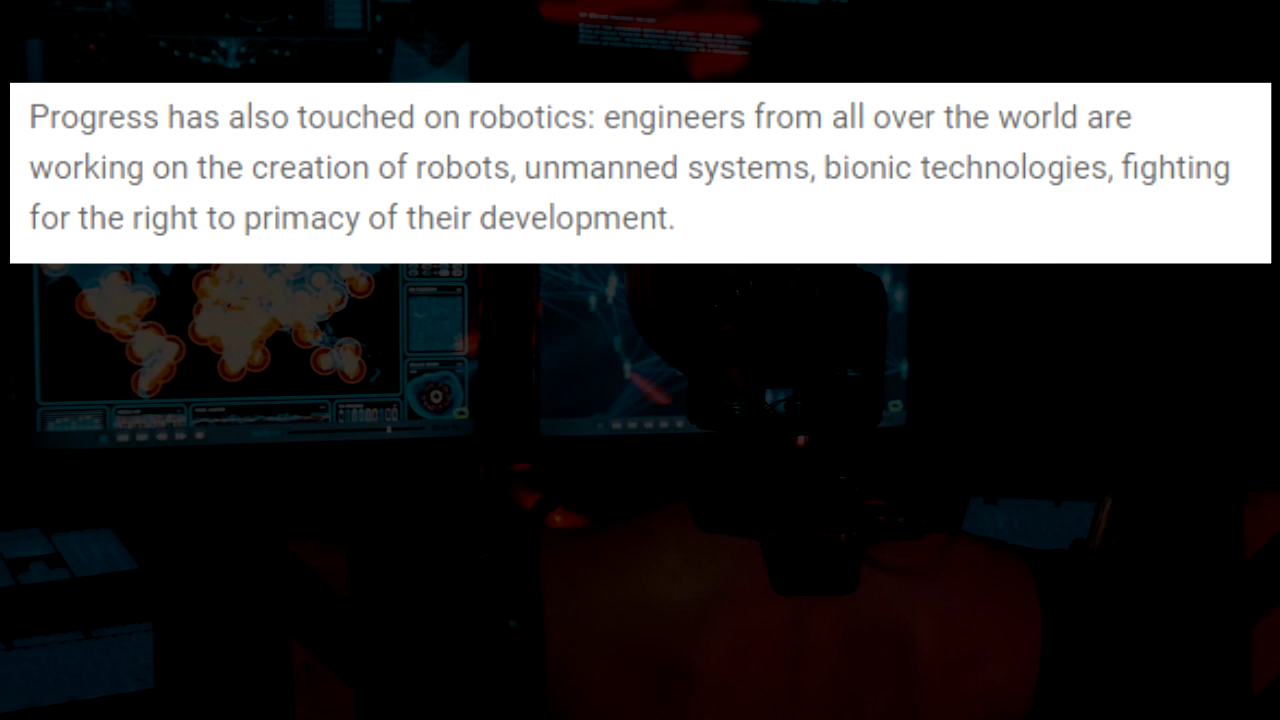 Progress has also touched on robotics: engineers from all over the world are
working on the creation of robots, unmanned systems, bionic technologies, fighting
for the right to primacy of their development.